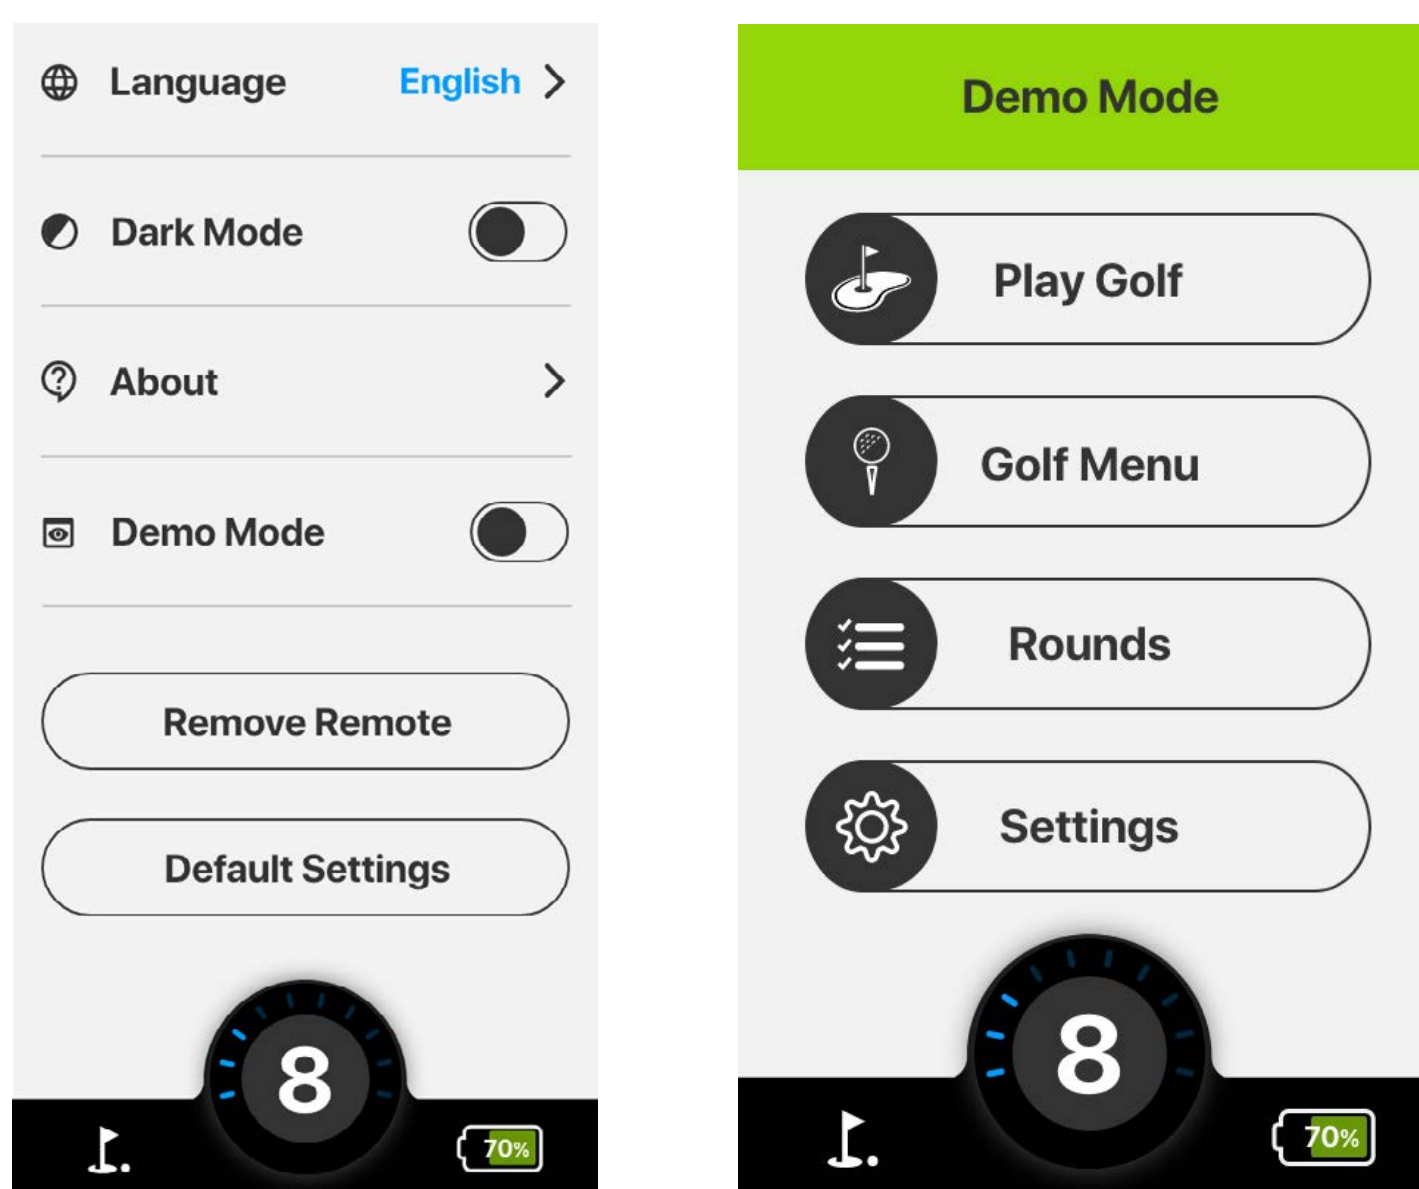 Language English
Dark Mode
About
Demo Mode
Remove Remote
Default Settings
8
70%
Demo Mode
Play Golf
Golf Menu
Rounds
Settings
8
70%